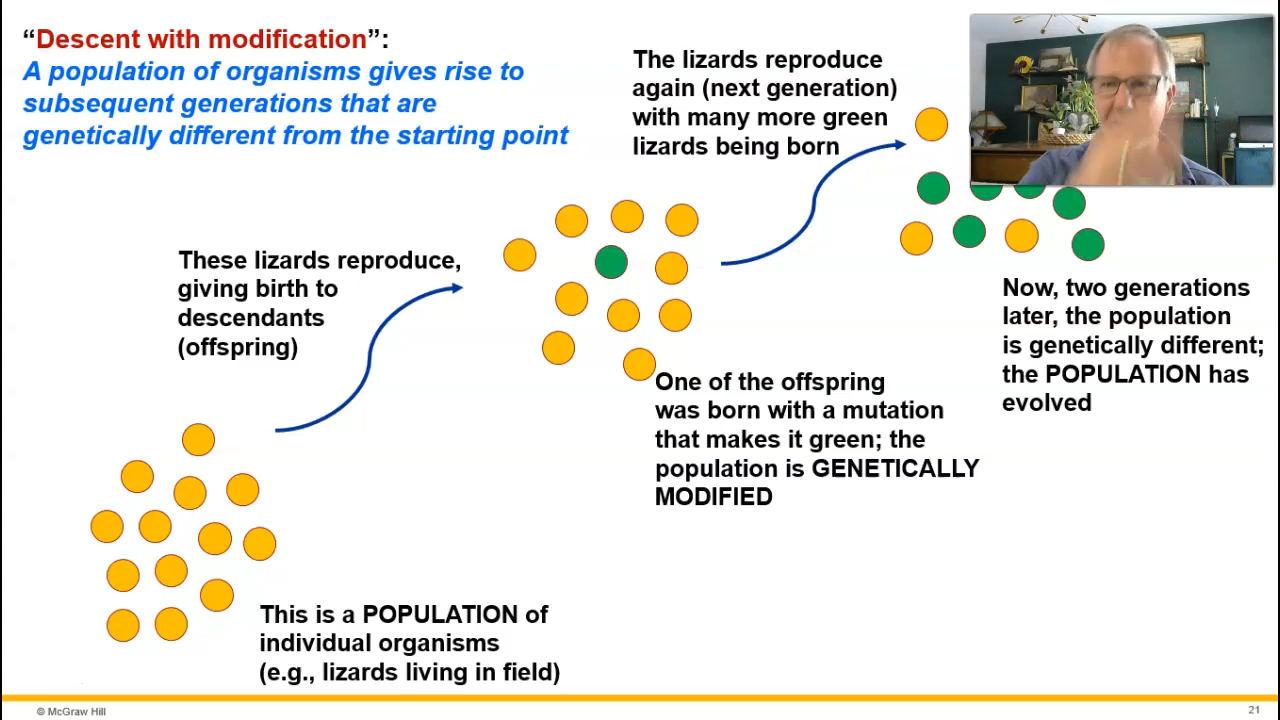 “Descent with modification”:
A population of organisms gives rise to
subsequent generations that are
genetically different from the starting point
The lizards reproduce
again (next generation)
with many more green
lizards being born
These lizards reproduce,
giving birth to
descendants
(offspring)
Now, two generations
later, the population
is genetically different;
the POPULATION has
evolved
One of the offspring
was born with a mutation
that makes it green; the
population is GENETICALLY
MODIFIED
This is a POPULATION of
individual organisms
(e.g., lizards living in field)
© McGraw Hill
21